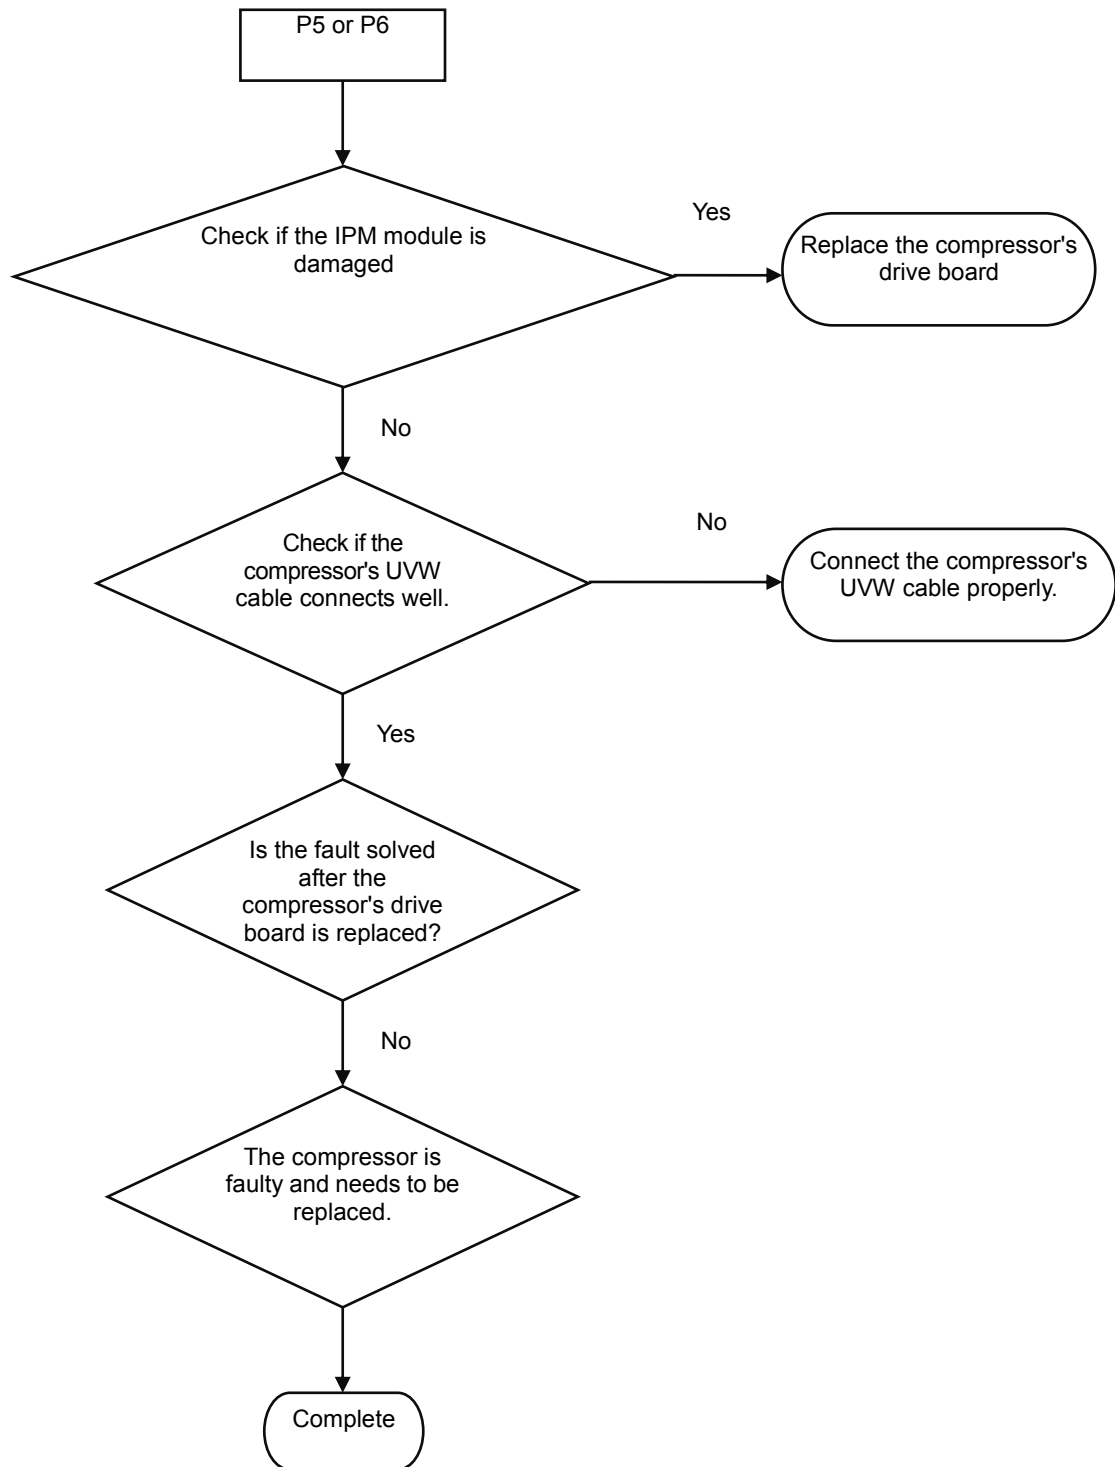 P5 or P6
Check if the IPM module is
damaged
Yes
Replace the compressor's
drive board
No
Check if the
compressor's UVW
cable connects well.
No
Connect the compressor's
UVW cable properly.
Yes
Is the fault solved
after the
compressor's drive
board is replaced?
No
The compressor is
faulty and needs to be
replaced.
Complete